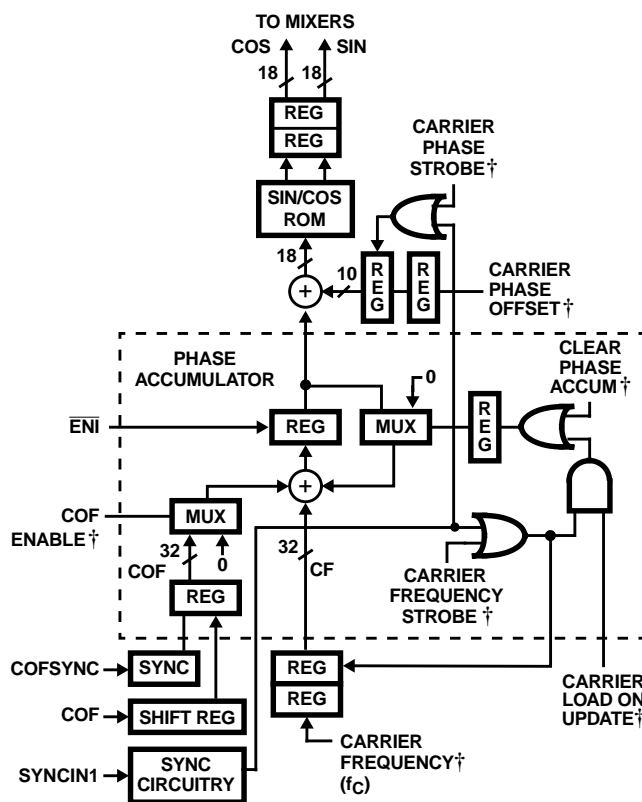 TO MIXERS
COS
SIN
18
18
REG
REG
CARRIER
PHASE
STROBE†
SIN/COS
ROM
18
+
10
REG
REG
CARRIER
PHASE
OFFSET†
PHASE
ACCUMULATOR
0
CLEAR
PHASE
ACCUM†
ENI
REG
MUX
REG
+
COF
ENABLE†
MUX
32
COF
0
32
CF
CARRIER
FREQUENCY
STROBE†
REG
COFSYNC
SYNC
REG
REG
COF
SHIFT REG
CARRIER
LOAD ON
UPDATE†
SYNCIN1
SYNC
CIRCUITRY
CARRIER
FREQUENCY†
(fC)